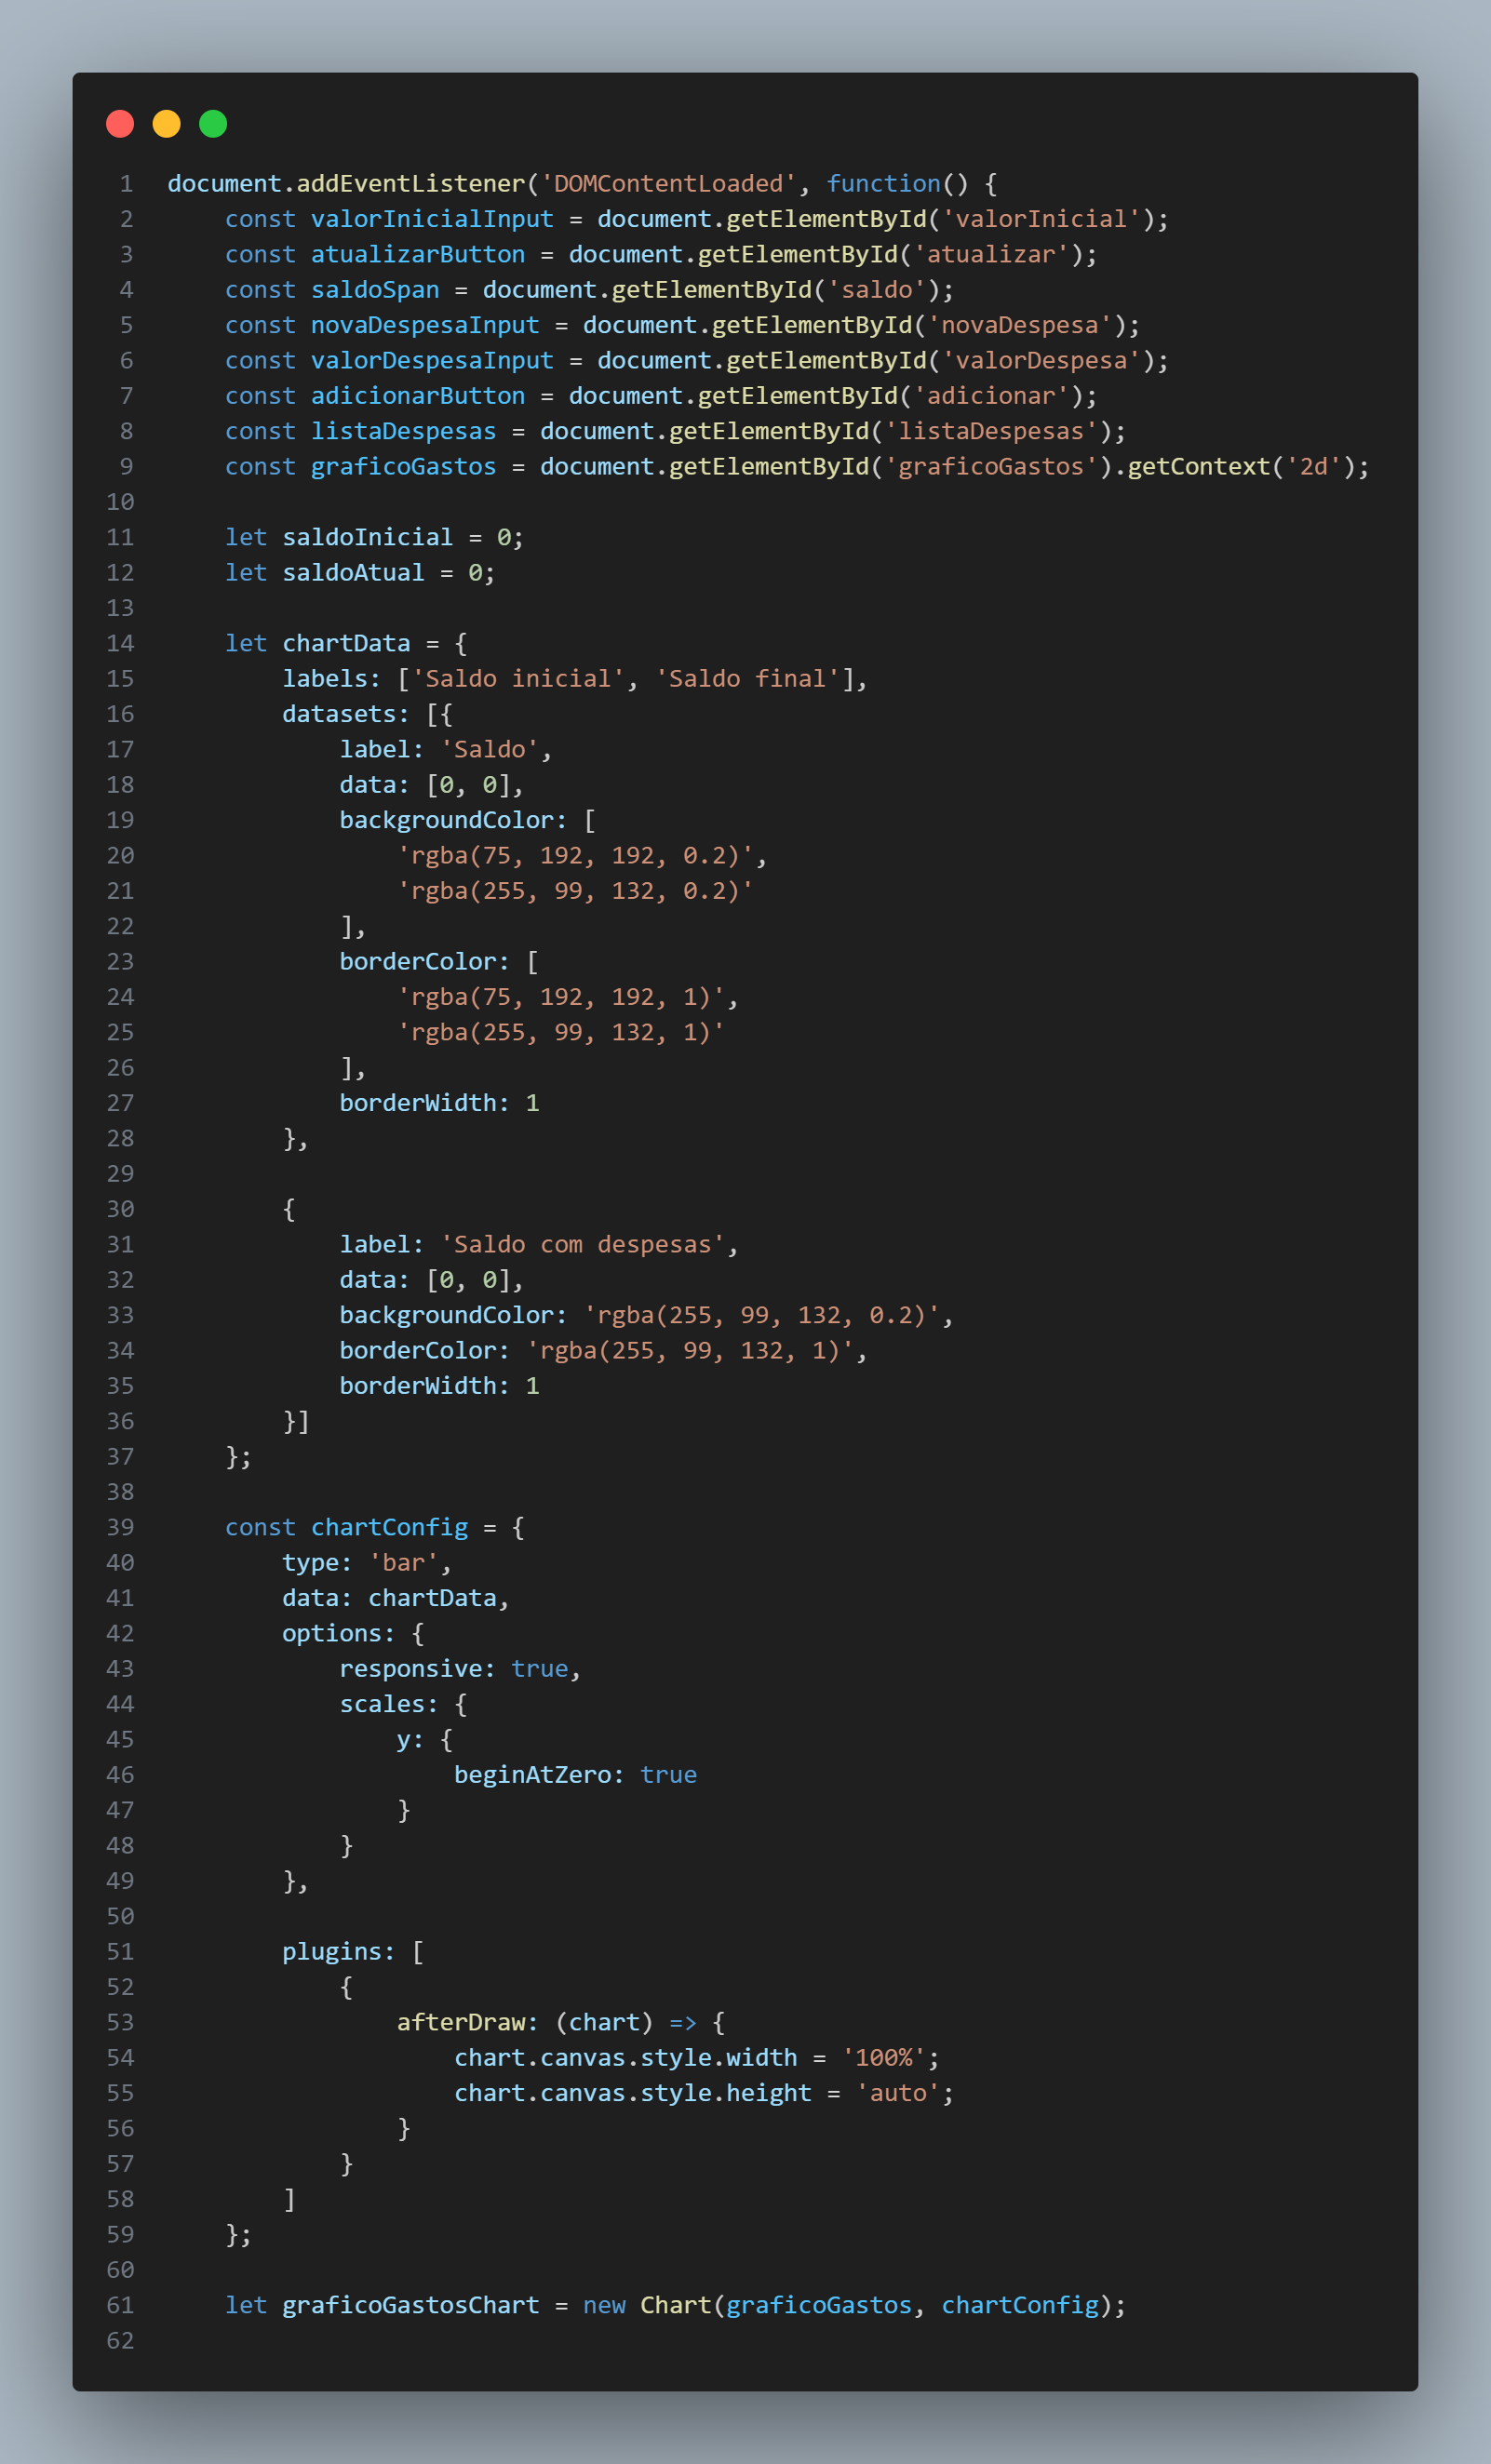 1 document.addEventListener('DOMContentLoaded', function() {
2     const valorInicialInput = document.getElementById('valorInicial');
3     const atualizarButton = document.getElementById('atualizar');
4     const saldoSpan = document.getElementById('saldo');
5     const novaDespesaInput = document.getElementById('novaDespesa');
6     const valorDespesaInput = document.getElementById('valorDespesa');
7     const adicionarButton = document.getElementById('adicionar');
8     const listaDespesas = document.getElementById('listaDespesas');
9     const graficoGastos = document.getElementById('graficoGastos').getContext('2d');
10
11     let saldoInicial = 0;
12     let saldoAtual = 0;
13
14     let chartData = {
15         labels: ['Saldo inicial', 'Saldo final'],
16         datasets: [{
17             label: 'Saldo',
18             data: [0, 0],
19             backgroundColor: [
20                 'rgba(75, 192, 192, 0.2)',
21                 'rgba(255, 99, 132, 0.2)'
22             ],
23             borderColor: [
24                 'rgba(75, 192, 192, 1)',
25                 'rgba(255, 99, 132, 1)'
26             ],
27             borderWidth: 1
28         },
29
30         {
31             label: 'Saldo com despesas',
32             data: [0, 0],
33             backgroundColor: 'rgba(255, 99, 132, 0.2)',
34             borderColor: 'rgba(255, 99, 132, 1)',
35             borderWidth: 1
36         }]
37     };
38
39     const chartConfig = {
40         type: 'bar',
41         data: chartData,
42         options: {
43             responsive: true,
44             scales: {
45                 y: {
46                     beginAtZero: true
47                 }
48             }
49         },
50
51         plugins: [
52             {
53                 afterDraw: (chart) => {
54                     chart.canvas.style.width = '100%';
55                     chart.canvas.style.height = 'auto';
56                 }
57             }
58         ]
59     };
60
61     let graficoGastosChart = new Chart(graficoGastos, chartConfig);
62